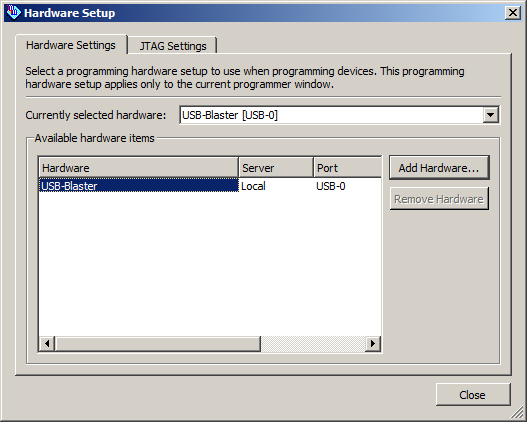 Hardware Setup
Hardware Settings
JTAG Settings
Select a programming hardware setup to use when programming devices. This programming
hardware setup applies only to the current programmer window.
Currently selected hardware: USB-Blaster [USB-0]
Available hardware items
Hardware Server Port
USB-Blaster Local USB-0
Add Hardware...
Remove Hardware
Close